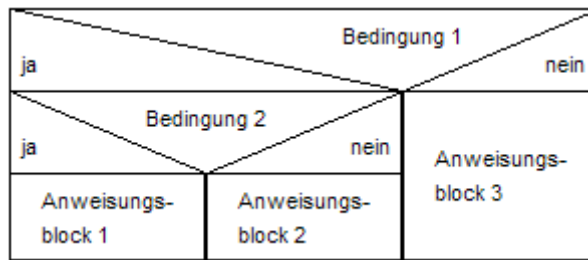 Bedingung 1
ja
nein
Bedingung 2
ja
nein
Anweisungs-
block 1
Anweisungs-
block 2
Anweisungs-
block 3